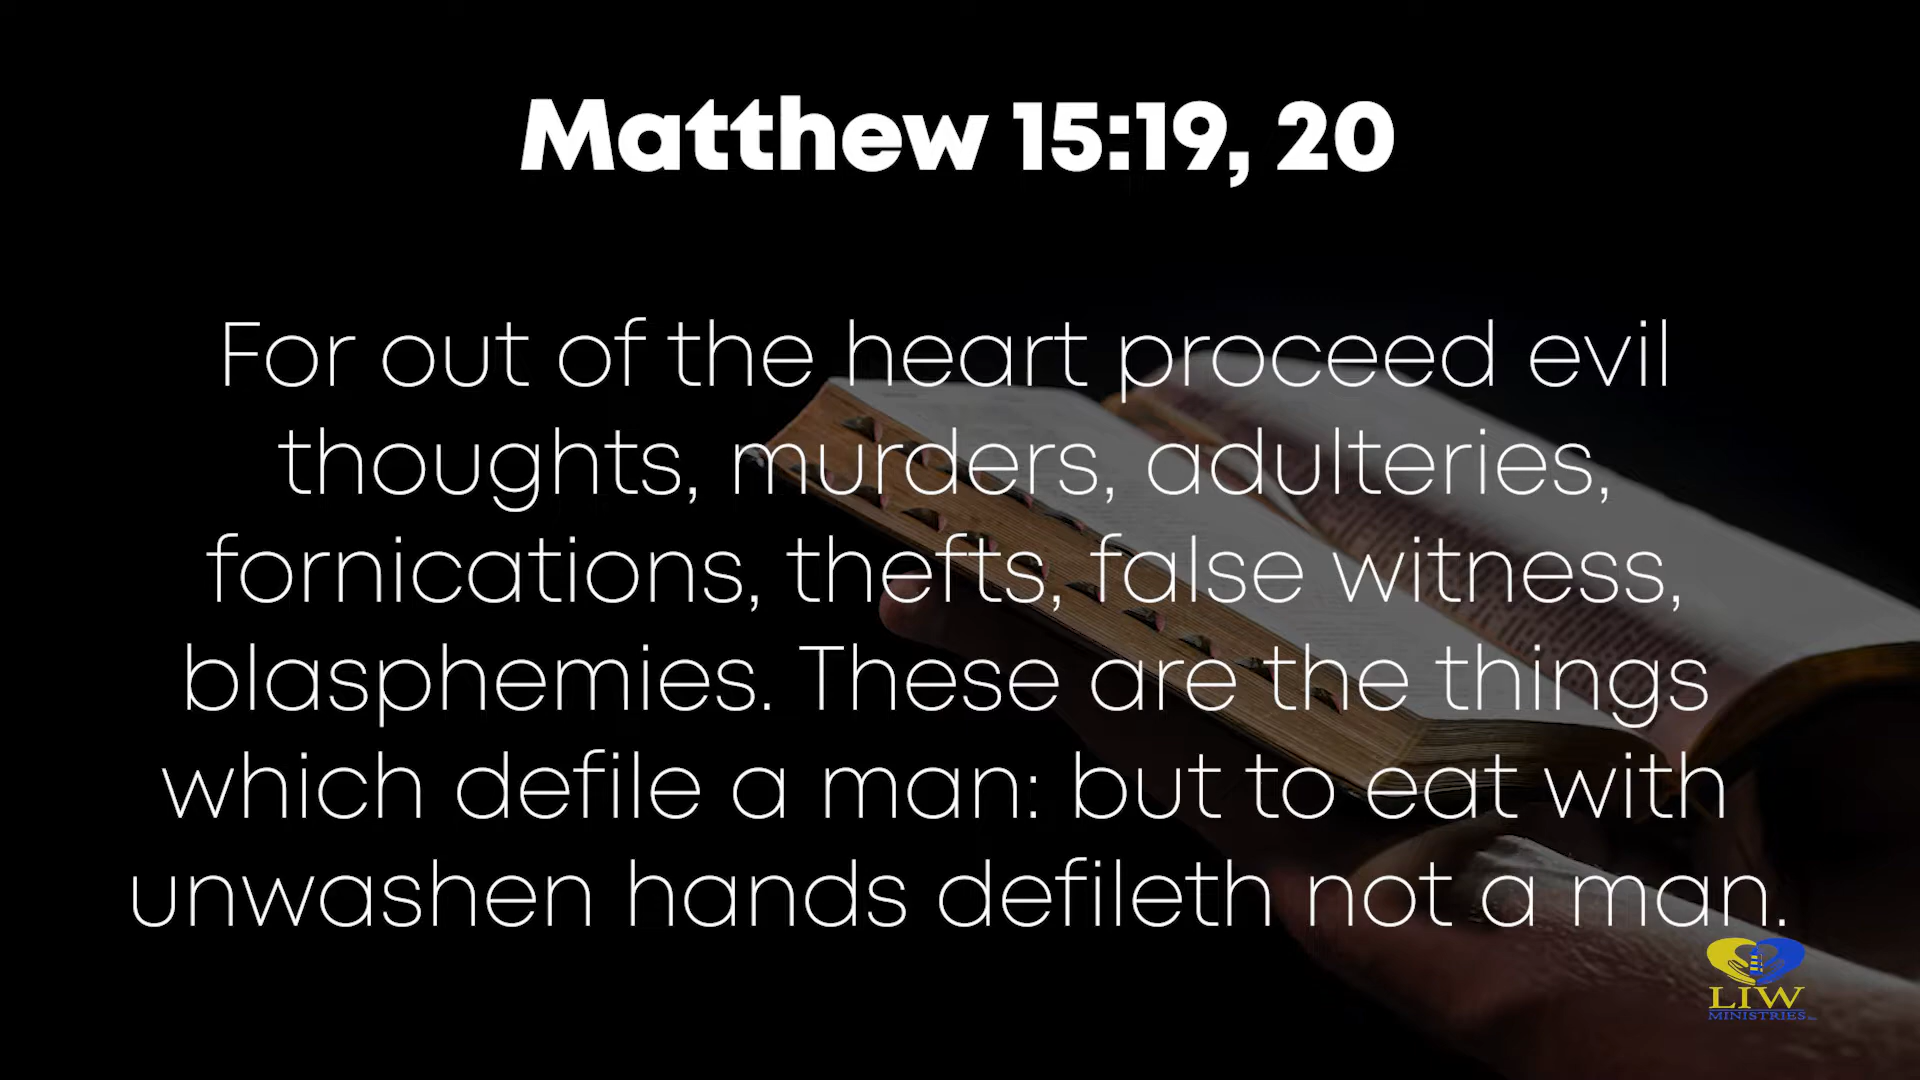 Matthew 15:19, 20
For out of the heart proceed evil
thoughts, murders, adulteries,
fornications, thefts, false witness,
blasphemies. These are the things
which defile a man: but to eat with
unwashen hands defileth not a man.
LIW
MINISTRIES